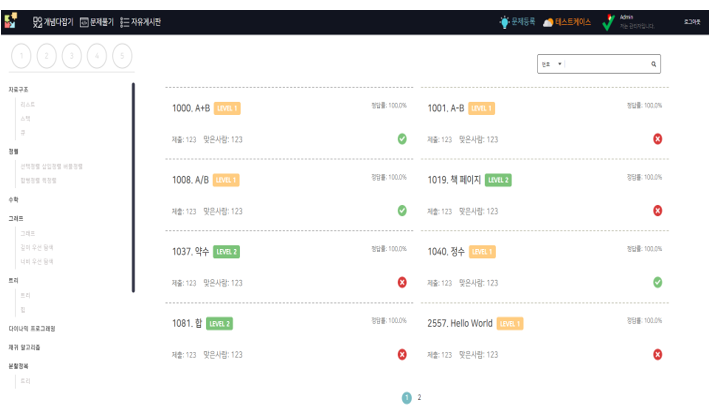 개념다잡기 문제풀기 자유게시판 문제등록 테스트케이스 Admin 로그아웃
저는 관리자입니다.
1 2 3 4 5
번호
자료구조
리스트
스택
큐
정렬
선택정렬 삽입정렬 버블정렬
합병정렬 퀵정렬
수학
그래프
그래프
깊이 우선 탐색
너비 우선 탐색
트리
트리
힙
다이나믹 프로그래밍
재귀 알고리즘
분할정복
트리
1000. A+B LEVEL 1 정답률: 100.0%
제출: 123 맞은사람: 123
1001. A-B LEVEL 1 정답률: 100.0%
제출: 123 맞은사람: 123
1008. A/B LEVEL 1 정답률: 100.0%
제출: 123 맞은사람: 123
1019. 책 페이지 LEVEL 2 정답률: 100.0%
제출: 123 맞은사람: 123
1037. 약수 LEVEL 2 정답률: 100.0%
제출: 123 맞은사람: 123
1040. 정수 LEVEL 1 정답률: 100.0%
제출: 123 맞은사람: 123
1081. 합 LEVEL 2 정답률: 100.0%
제출: 123 맞은사람: 123
2557. Hello World LEVEL 1 정답률: 100.0%
제출: 123 맞은사람: 123
1 2